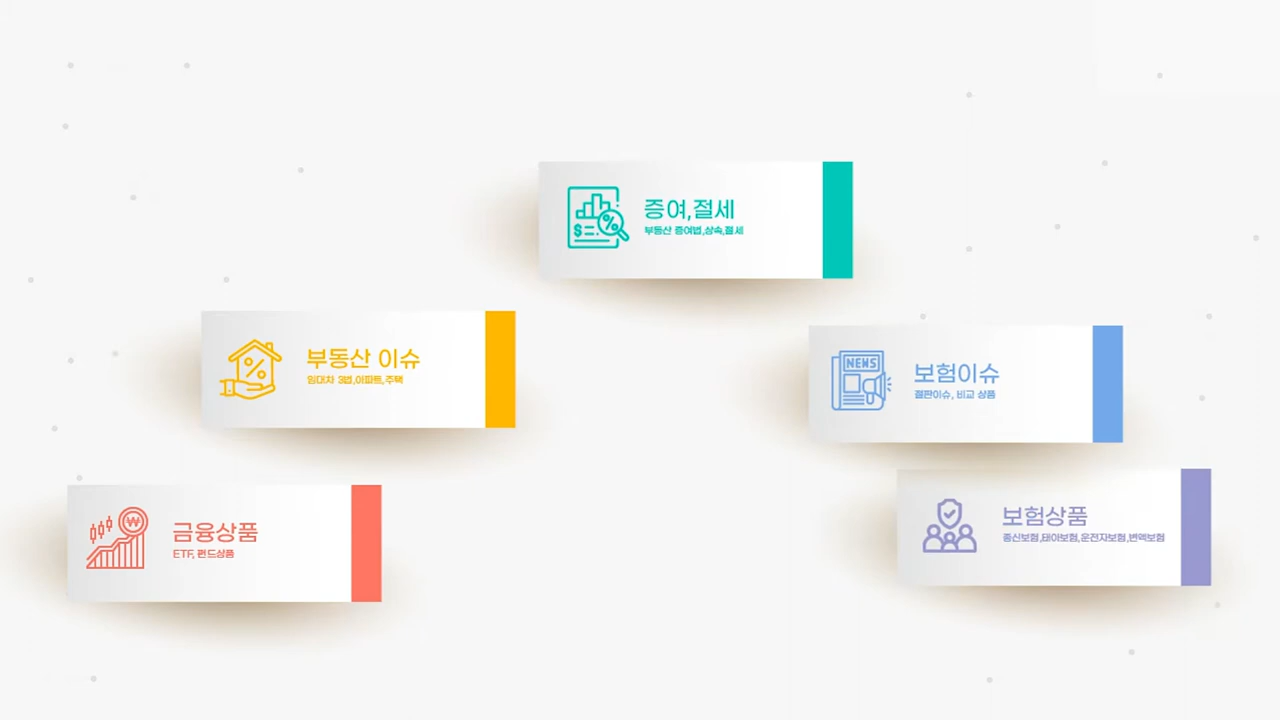 증여,절세
부동산 증여법,상속,절세
부동산 이슈
임대차 3법,아파트,주택
NEWS
보험이슈
절판이슈, 비교 상품
보험상품
종신보험,태아보험,운전자보험,변액보험
금융상품
ETF, 펀드상품